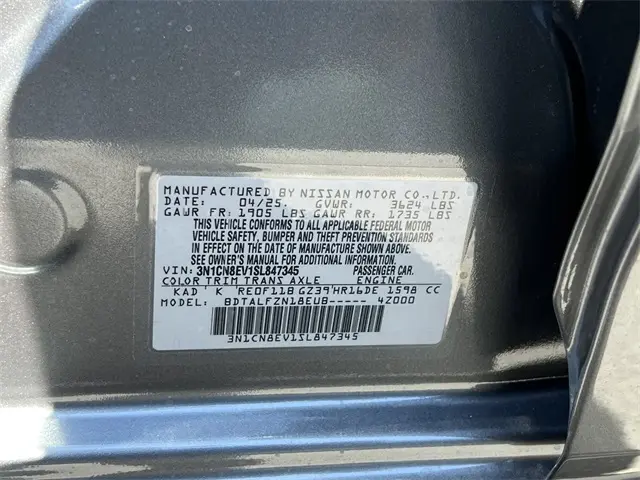 MANUFACTURED BY NISSAN MOTOR CO.,LTD.
DATE: 04/25. GVWR: 3624 LBS
GAWR FR: 1905 LBS GAWR RR: 1735 LBS
THIS VEHICLE CONFORMS TO ALL APPLICABLE FEDERAL MOTOR
VEHICLE SAFETY, BUMPER AND THEFT PREVENTION STANDARDS
IN EFFECT ON THE DATE OF MANUFACTURE SHOWN ABOVE.
SEE OWNER'S MANUAL FOR ADDITIONAL INFORMATION.
VIN: 3N1CN8EV1SL847345 PASSENGER CAR.
COLOR TRIM TRANS AXLE ENGINE
KAD K 'RE0F11B GZ39'HR16DE 1598 CC
MODEL: BDTALFZN18EUB----- 4Z000
3N1CN8EV1SL847345